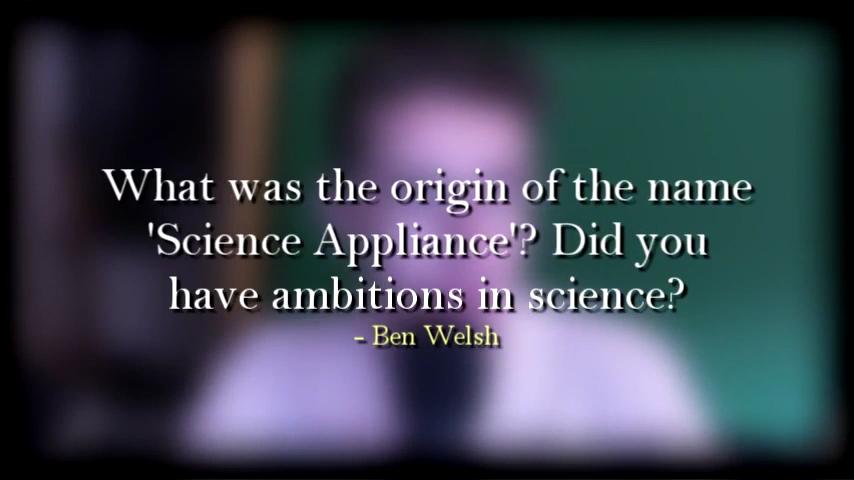 What was the origin of the name
'Science Appliance'? Did you
have ambitions in science?
- Ben Welsh